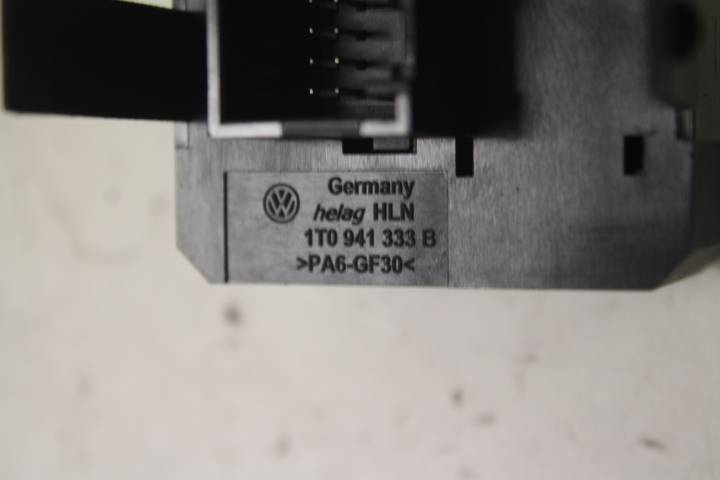 Germany
helag HLN
1T0 941 333 B
>PA6-GF30<